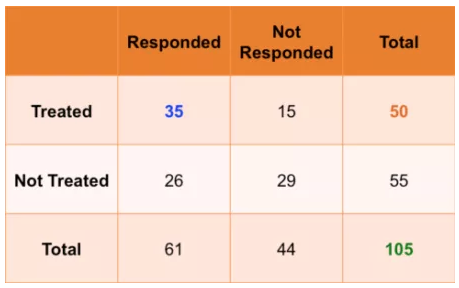 Responded
Not
Responded
Total
Treated
35
15
50
Not Treated
26
29
55
Total
61
44
105